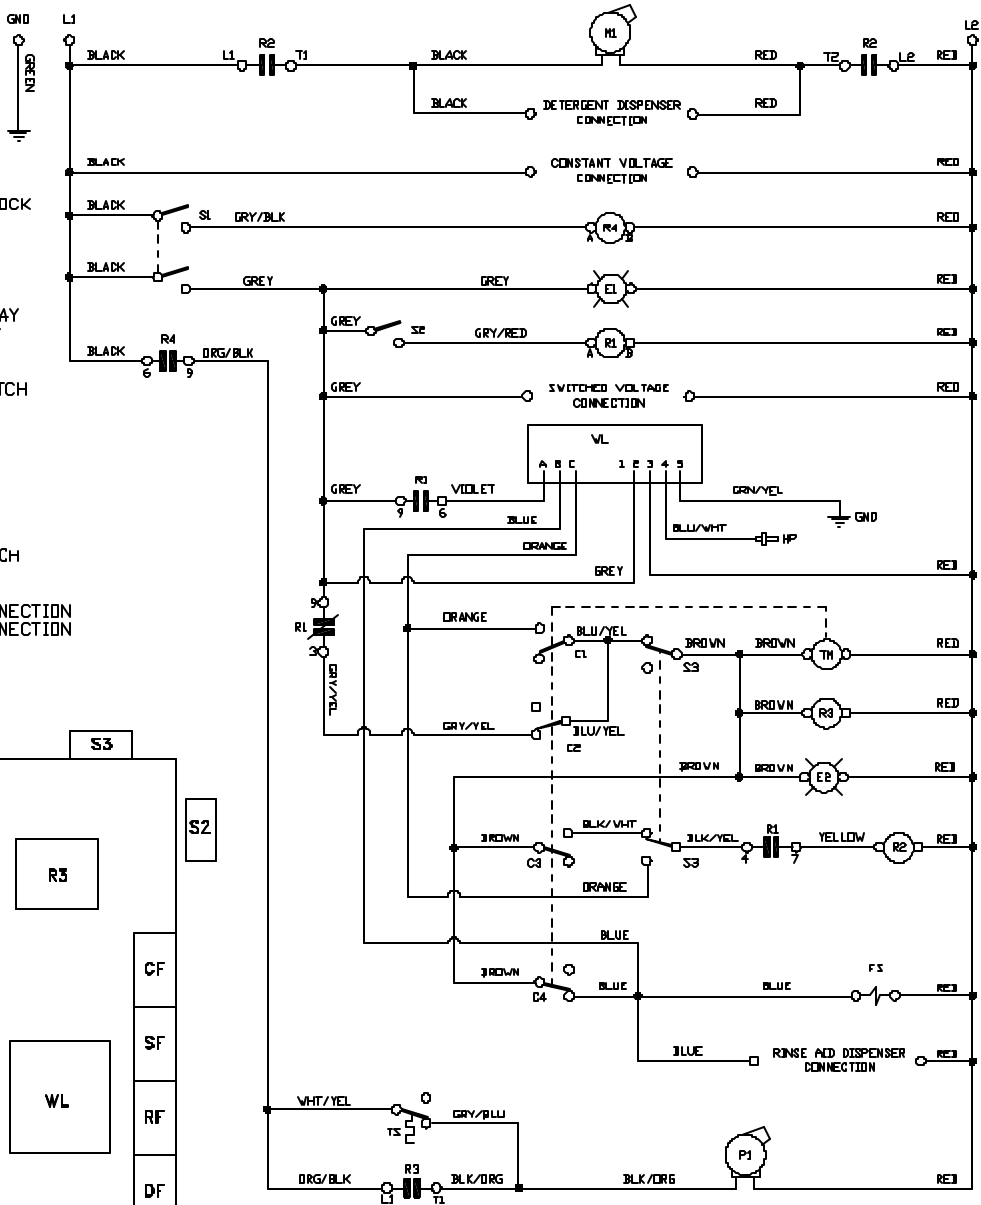 GND
L1
L2
GREEN
BLACK
L1
R2
T1
BLACK
M1
RED
T2
R2
L2
RED
BLACK
DETERGENT DISPENSER
CONNECTION
RED
BLACK
CONSTANT VOLTAGE
CONNECTION
RED
OCK
BLACK
S1
GRY/BLK
A
R4
B
RED
BLACK
GREY
GREY
E1
RED
AY
GREY
S2
GRY/RED
A
R1
B
RED
BLACK
R4
6
9
ORG/BLK
TCH
GREY
SWITCHED VOLTAGE
CONNECTION
RED
WL
A B C 1 2 3 4 5
GREY
9
6
VIOLET
GRN/YEL
GND
BLUE
BLU/WHT
HP
ORANGE
CH
GREY
RED
NNECTION
NNECTION
9
R1
3
GRY/YEL
ORANGE
C1
BLU/YEL
S3
BROWN
BROWN
TM
RED
BROWN
R3
RED
GRY/YEL
C2
BLU/YEL
S3
BROWN
BROWN
E2
RED
S2
R3
BROWN
C3
BLK/WHT
S3
BLK/YEL
R1
4
7
YELLOW
R2
RED
ORANGE
BLUE
CF
BROWN
C4
BLUE
BLUE
FS
RED
SF
BLUE
RINSE AID DISPENSER
CONNECTION
RED
WL
RF
WHT/YEL
TS
GRY/BLU
P1
DF
ORG/BLK
L1
R3
T1
BLK/ORG
BLK/ORG
RED